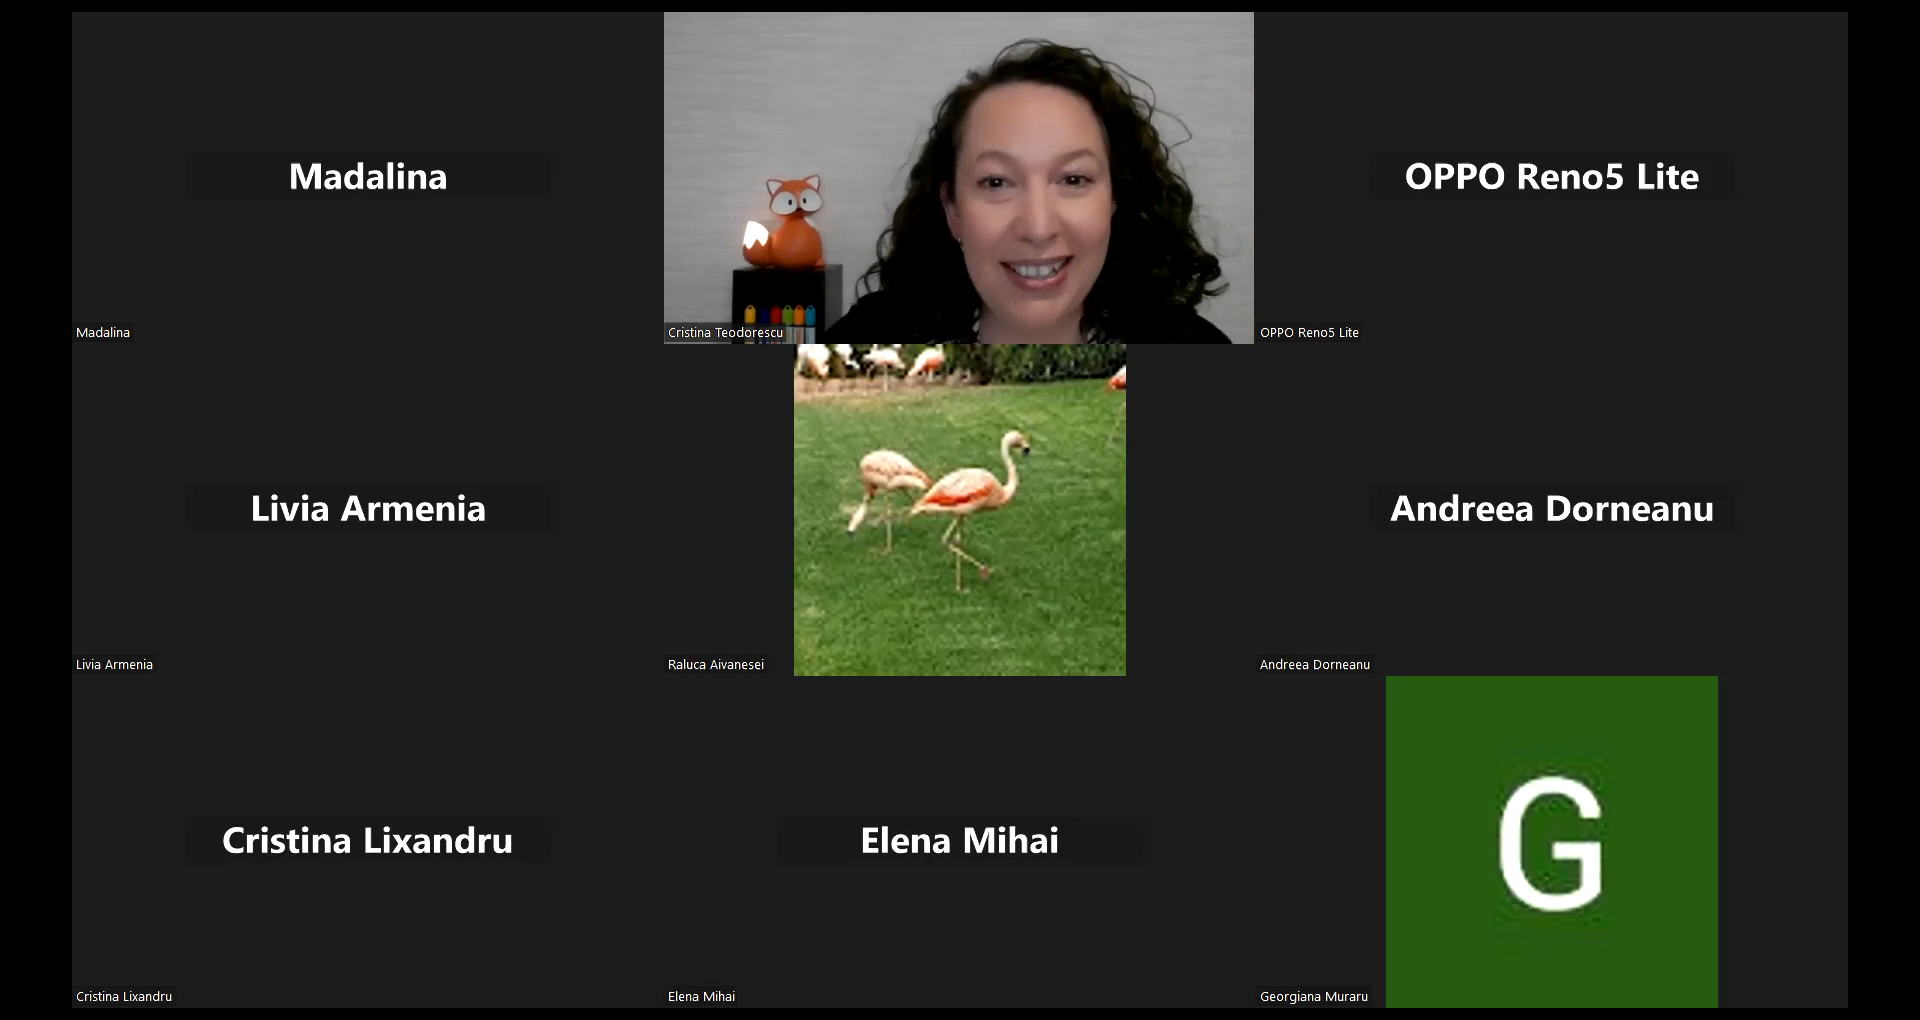 Madalina
OPPO Reno5 Lite
Madalina
Cristina Teodorescu
OPPO Reno5 Lite
Livia Armenia
Andreea Dorneanu
Livia Armenia
Raluca Aivanesei
Andreea Dorneanu
Cristina Lixandru
Elena Mihai
G
Cristina Lixandru
Elena Mihai
Georgiana Muraru